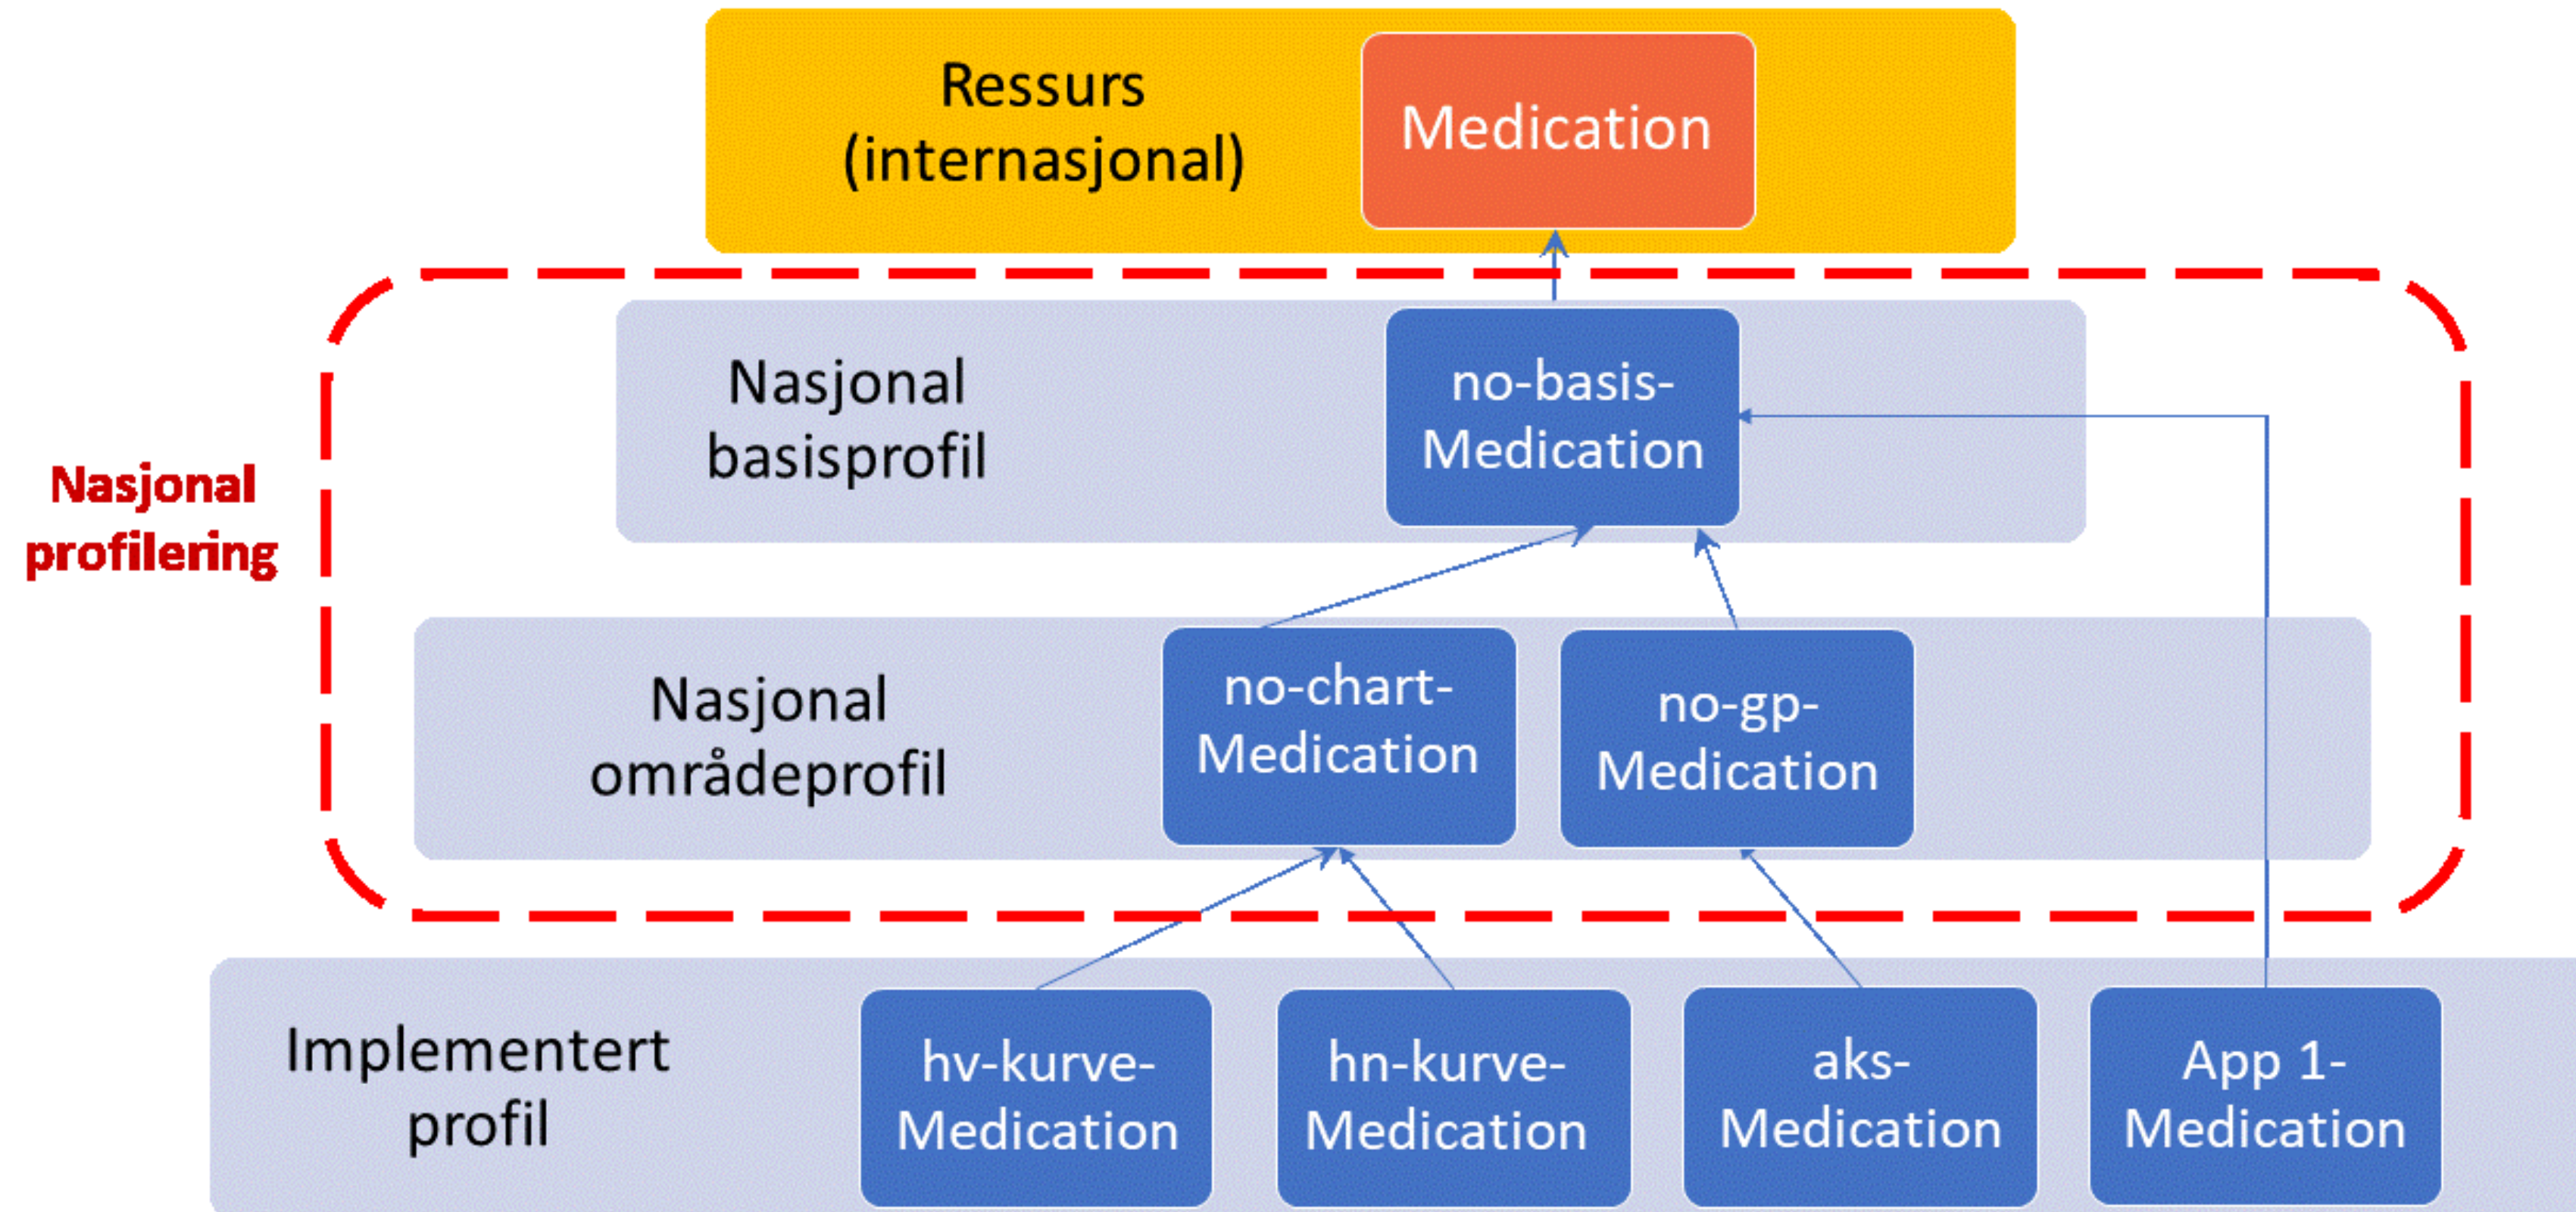 Ressurs
(internasjonal)
Medication
Nasjonal
basisprofil
no-basis-
Medication
Nasjonal
profilering
Nasjonal
områdeprofil
no-chart-
Medication
no-gp-
Medication
Implementert
profil
hv-kurve-
Medication
hn-kurve-
Medication
aks-
Medication
App 1-
Medication